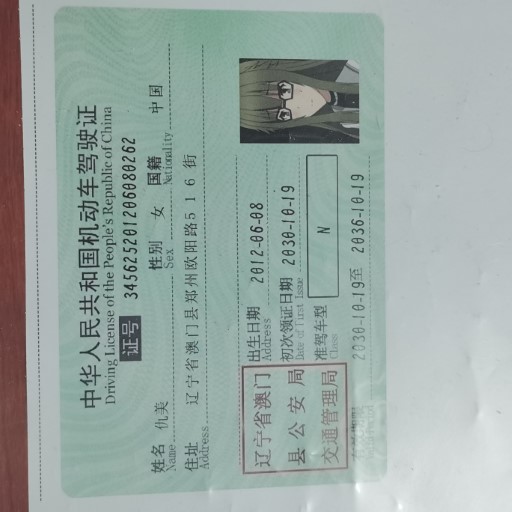 中华人民共和国机动车驾驶证
Driving License of the People's Republic of China
证号 345625201206080262
姓名 仇美 性别 女 国籍 中国
Name Sex Nationality
住址 辽宁省澳门县郑州欧阳路516街
Address
出生日期 2012-06-08
Address
初次领证日期 2030-10-19
Date of First Issue
准驾车型 N
Class
2030-10-19至 2036-10-19
辽宁省澳门
县公安局
交通管理局